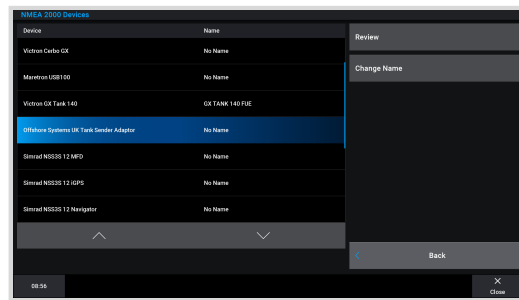 NMEA 2000 Devices
Device Name
Review
Victron Cerbo GX No Name
Change Name
Maretron USB100 No Name
Victron GX Tank 140 GX TANK 140 FUE
Offshore Systems UK Tank Sender Adaptor No Name
Simrad NSS3S 12 MFD No Name
Simrad NSS3S 12 iGPS No Name
Simrad NSS3S 12 Navigator No Name
Back
08:56
Close